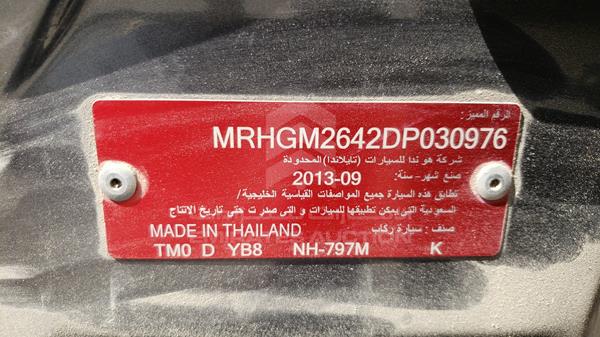 الرقم المميز:
MRHGM2642DP030976
شركة هوندا للسيارات (تايلاندا) المحدودة
صنع شهر- سنة: 2013-09
تطابق هذه السيارة جميع المواصفات القياسية الخليجية/
السعودية التي يمكن تطبيقها للسيارات و التي صدرت حتى تاريخ الانتاج
صنف : سيارة ركاب MADE IN THAILAND
TM0 D YB8 NH-797M K